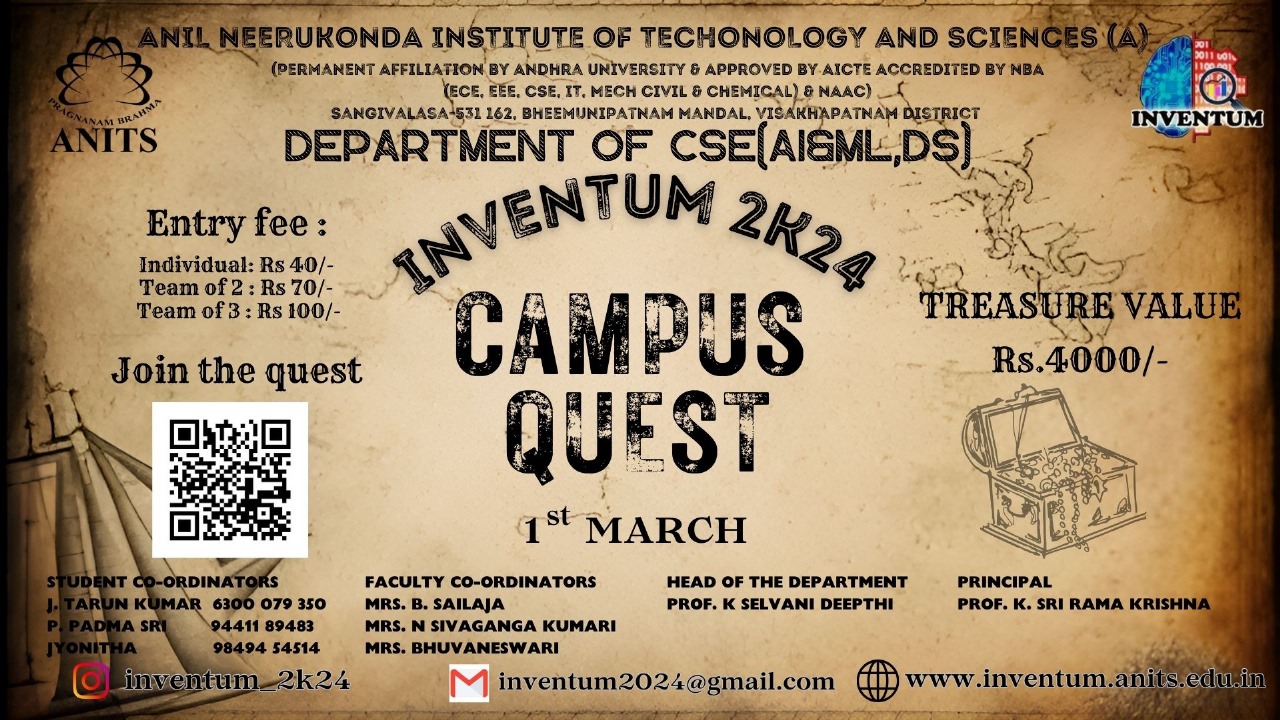 ANIL NEERUKONDA INSTITUTE OF TECHONOLOGY AND SCIENCES (A)
(PERMANENT AFFILIATION BY ANDHRA UNIVERSITY & APPROVED BY AICTE ACCREDITED BY NBA
(ECE, EEE, CSE, IT, MECH CIVIL & CHEMICAL) & NAAC)
SANGIVALASA-531 162, BHEEMUNIPATNAM MANDAL, VISAKHAPATNAM DISTRICT
PRAGNANAM BRAHMA
ANITS
INVENTUM
DEPARTMENT OF CSE(AI&ML,DS)
INVENTUM 2K24
CAMPUS
QUEST
1st MARCH
Entry fee :
Individual: Rs 40/-
Team of 2 : Rs 70/-
Team of 3 : Rs 100/-
Join the quest
TREASURE VALUE
Rs.4000/-
STUDENT CO-ORDINATORS
J. TARUN KUMAR 6300 079 350
P. PADMA SRI 94411 89483
JYONITHA 98494 54514
FACULTY CO-ORDINATORS
MRS. B. SAILAJA
MRS. N SIVAGANGA KUMARI
MRS. BHUVANESWARI
HEAD OF THE DEPARTMENT
PROF. K SELVANI DEEPTHI
PRINCIPAL
PROF. K. SRI RAMA KRISHNA
inventum_2k24
inventum2024@gmail.com
www.inventum.anits.edu.in